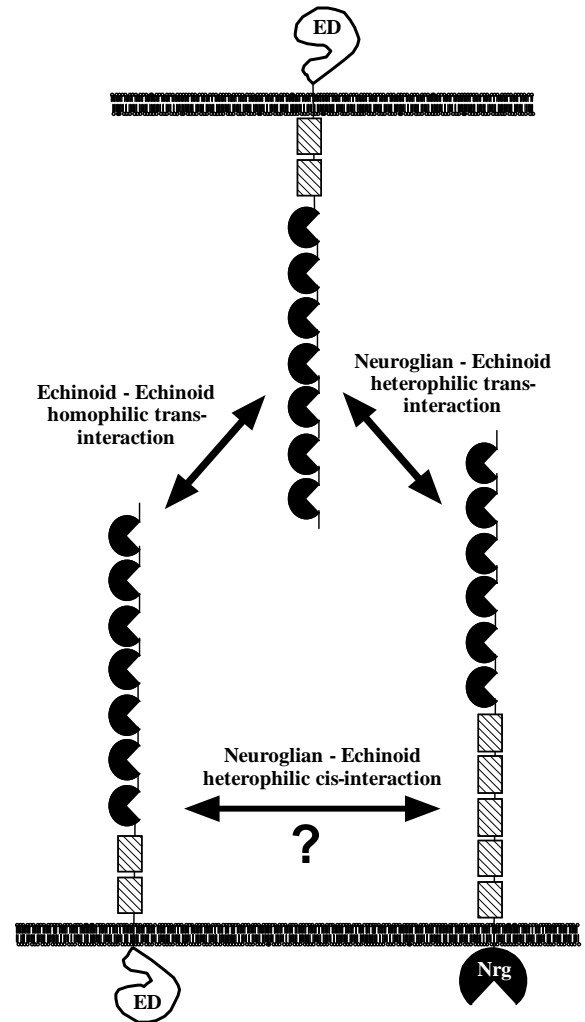 ED
Neuroglian - Echinoid
heterophilic trans-
interaction
Echinoid - Echinoid
homophilic trans-
interaction
Neuroglian - Echinoid
heterophilic cis-interaction
?
ED
Nrg